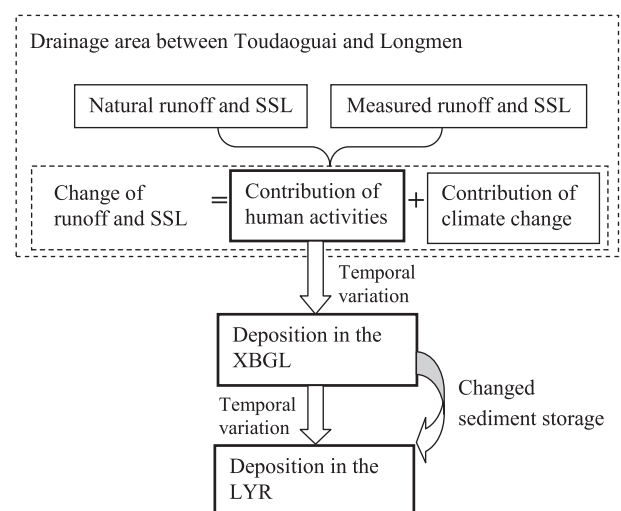 Drainage area between Toudaoguai and Longmen
Natural runoff and SSL
Measured runoff and SSL
Change of
runoff and SSL
=
Contribution of
human activities
+
Contribution of
climate change
Temporal
variation
Deposition in the
XBGL
Temporal
variation
Changed
sediment storage
Deposition in the
LYR